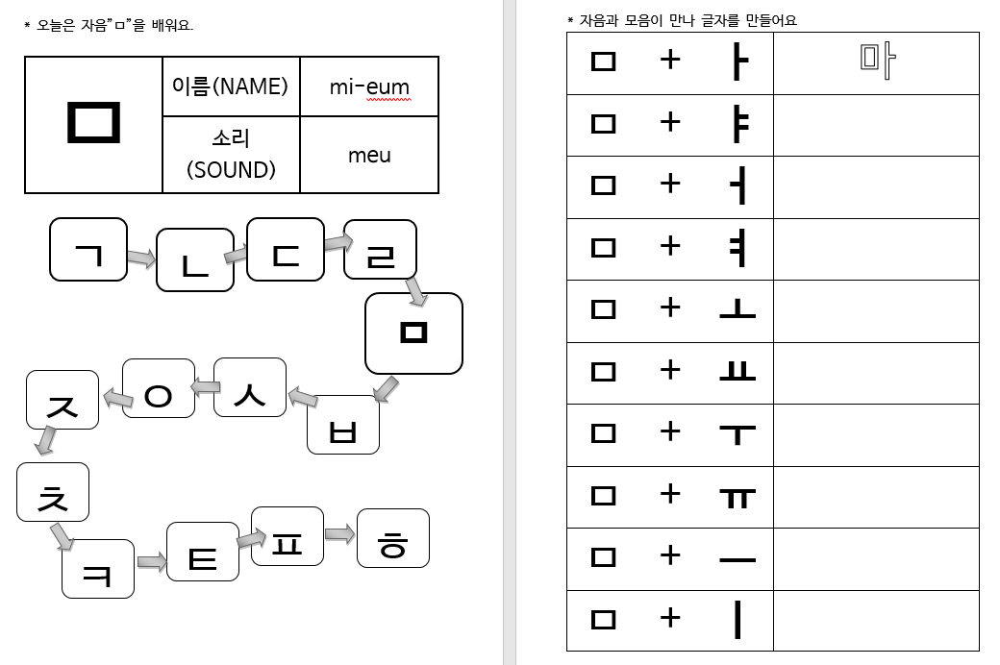 * 오늘은 자음”ㅁ”을 배워요.
ㅁ
이름(NAME)
mi-eum
소리
(SOUND)
meu
ㄱ
ㄴ
ㄷ
ㄹ
ㅁ
ㅂ
ㅅ
ㅇ
ㅈ
ㅊ
ㅋ
ㅌ
ㅍ
ㅎ
* 자음과 모음이 만나 글자를 만들어요
ㅁ + ㅏ 마
ㅁ + ㅑ
ㅁ + ㅓ
ㅁ + ㅕ
ㅁ + ㅗ
ㅁ + ㅛ
ㅁ + ㅜ
ㅁ + ㅠ
ㅁ + ㅡ
ㅁ + ㅣ